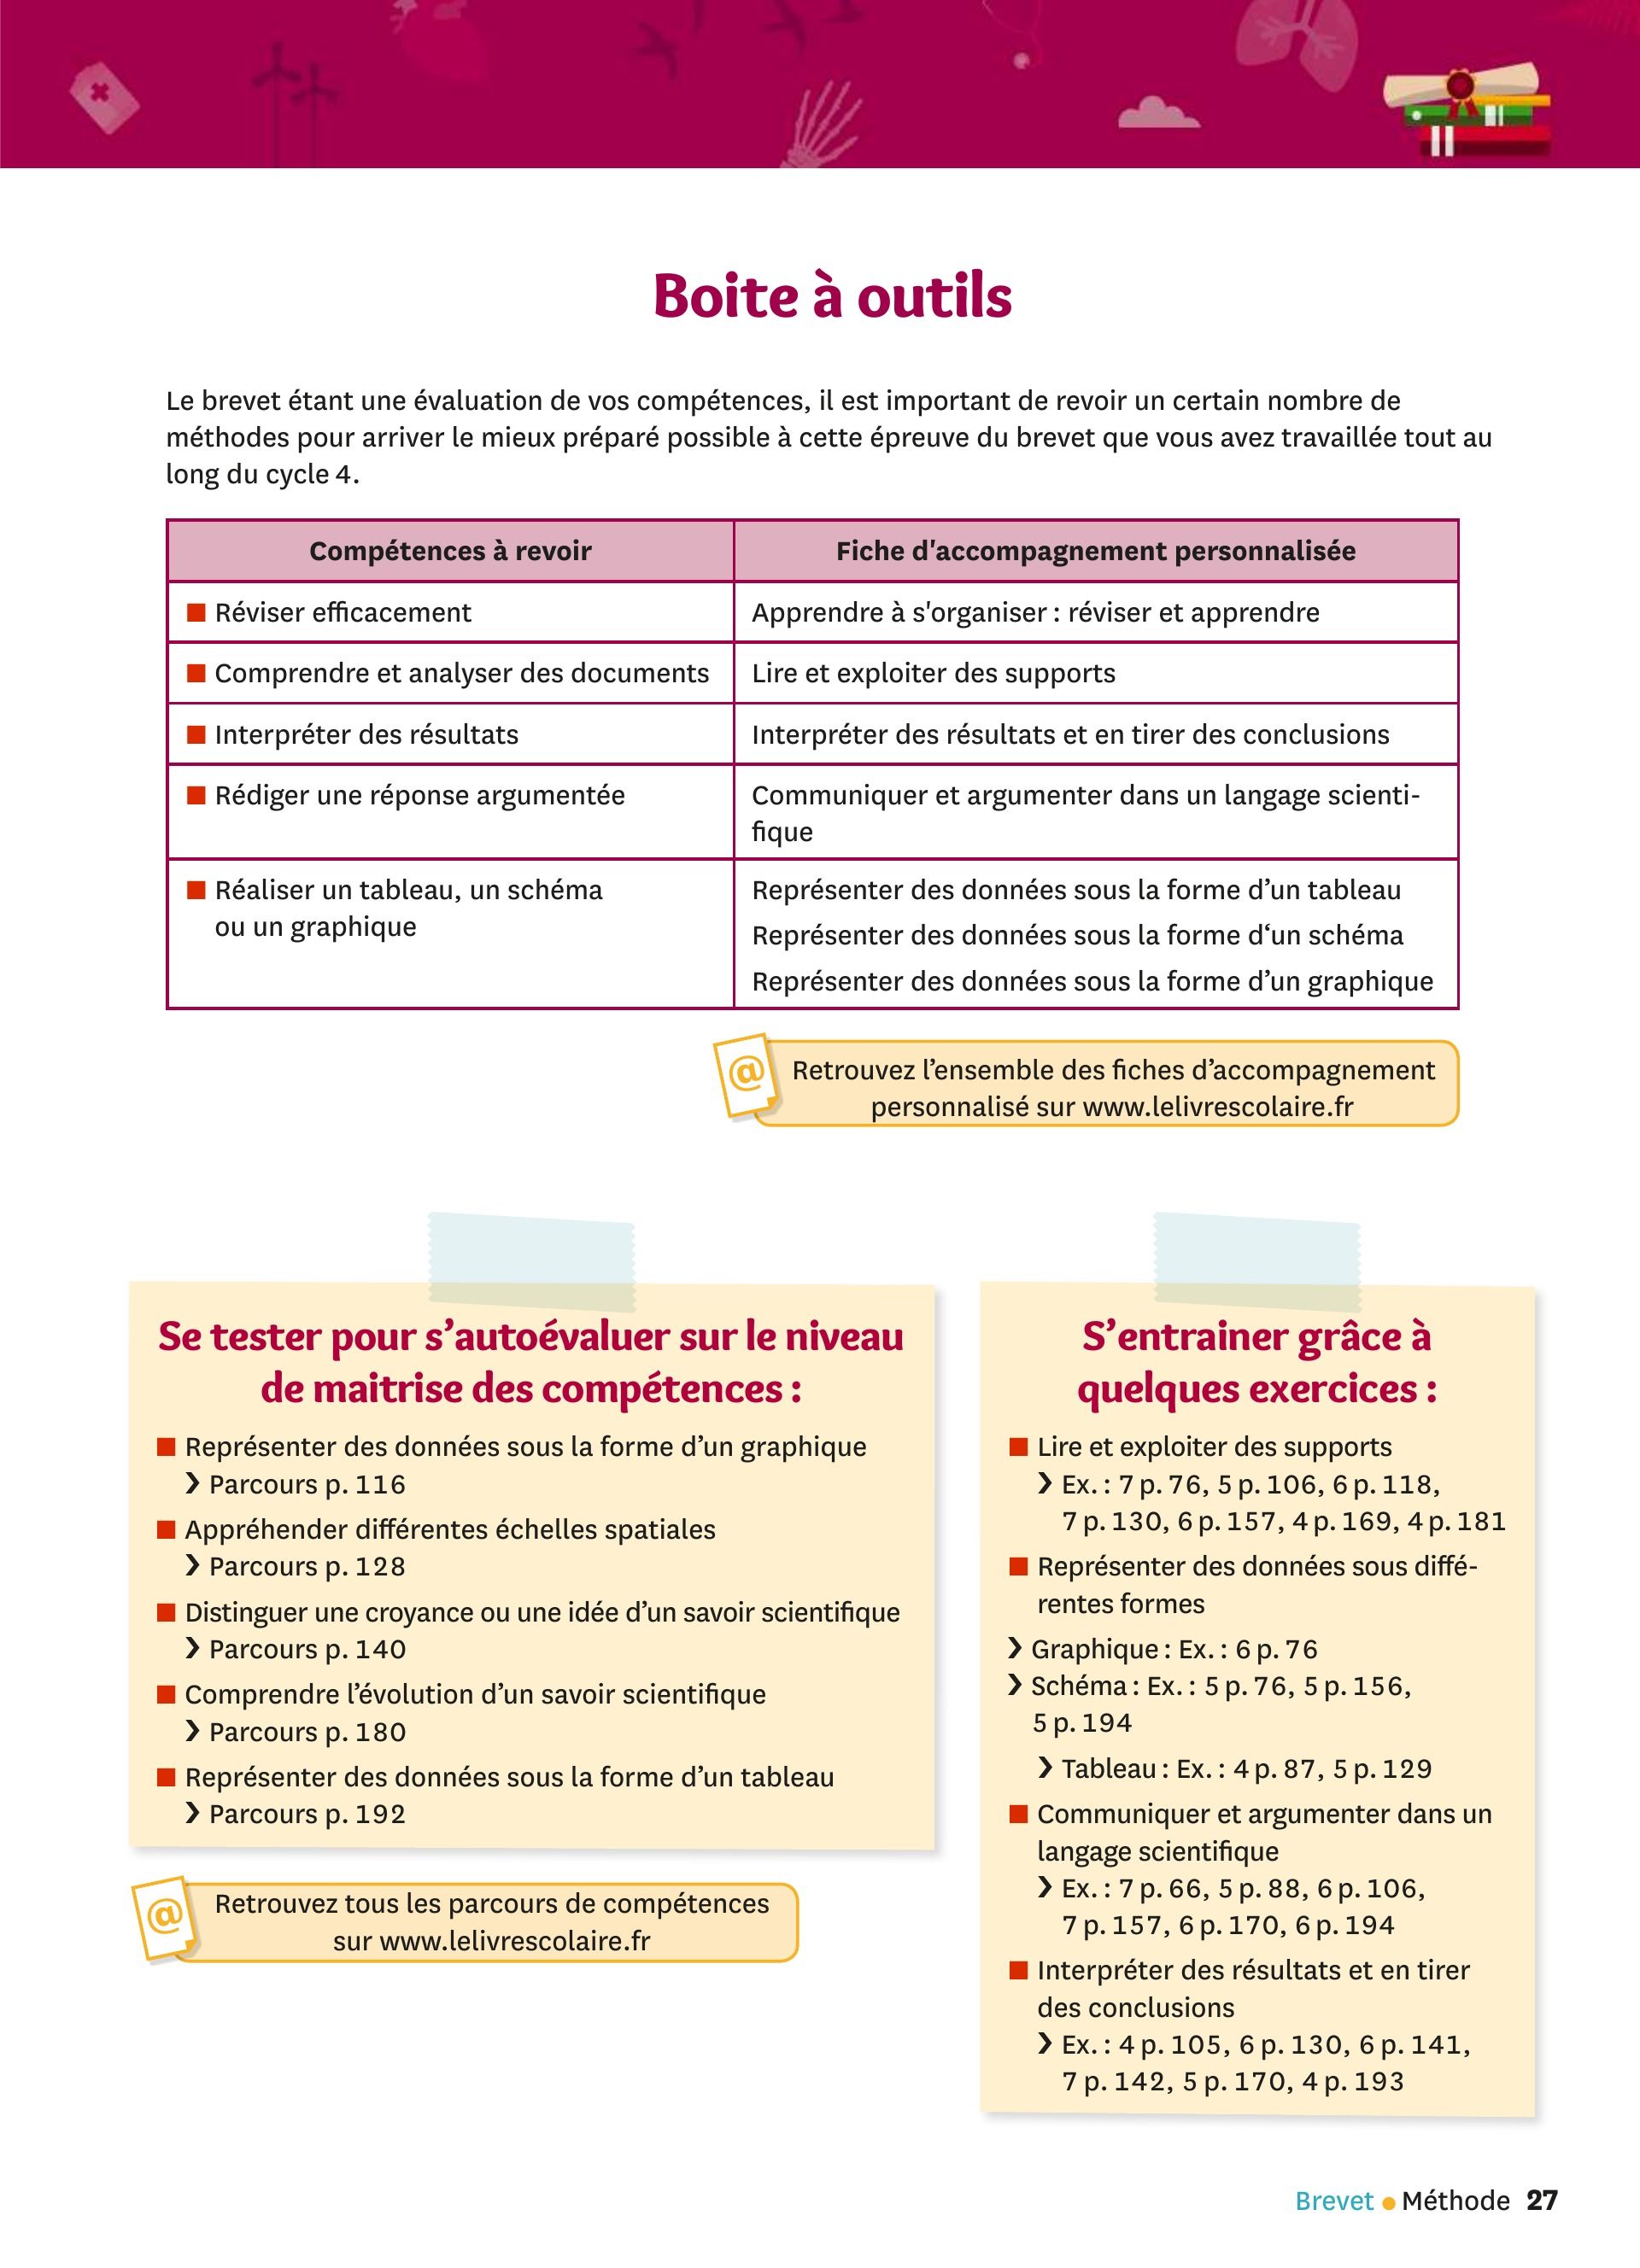 Boite à outils
Le brevet étant une évaluation de vos compétences, il est important de revoir un certain nombre de
méthodes pour arriver le mieux préparé possible à cette épreuve du brevet que vous avez travaillée tout au
long du cycle 4.
Compétences à revoir
Fiche d'accompagnement personnalisée
Réviser efficacement
Apprendre à s'organiser : réviser et apprendre
Comprendre et analyser des documents
Lire et exploiter des supports
Interpréter des résultats
Interpréter des résultats et en tirer des conclusions
Rédiger une réponse argumentée
Communiquer et argumenter dans un langage scienti-
fique
Réaliser un tableau, un schéma
ou un graphique
Représenter des données sous la forme d’un tableau
Représenter des données sous la forme d‘un schéma
Représenter des données sous la forme d’un graphique
@
Retrouvez l’ensemble des fiches d’accompagnement
personnalisé sur www.lelivrescolaire.fr
Se tester pour s’autoévaluer sur le niveau
de maitrise des compétences :
■ Représenter des données sous la forme d’un graphique
❯ Parcours p. 116
■ Appréhender différentes échelles spatiales
❯ Parcours p. 128
■ Distinguer une croyance ou une idée d’un savoir scientifique
❯ Parcours p. 140
■ Comprendre l’évolution d’un savoir scientifique
❯ Parcours p. 180
■ Représenter des données sous la forme d’un tableau
❯ Parcours p. 192
@
Retrouvez tous les parcours de compétences
sur www.lelivrescolaire.fr
S’entrainer grâce à
quelques exercices :
■ Lire et exploiter des supports
❯ Ex. : 7 p. 76, 5 p. 106, 6 p. 118,
7 p. 130, 6 p. 157, 4 p. 169, 4 p. 181
■ Représenter des données sous diffé-
rentes formes
❯ Graphique : Ex. : 6 p. 76
❯ Schéma : Ex. : 5 p. 76, 5 p. 156,
5 p. 194
❯ Tableau : Ex. : 4 p. 87, 5 p. 129
■ Communiquer et argumenter dans un
langage scientifique
❯ Ex. : 7 p. 66, 5 p. 88, 6 p. 106,
7 p. 157, 6 p. 170, 6 p. 194
■ Interpréter des résultats et en tirer
des conclusions
❯ Ex. : 4 p. 105, 6 p. 130, 6 p. 141,
7 p. 142, 5 p. 170, 4 p. 193
Brevet ● Méthode 27